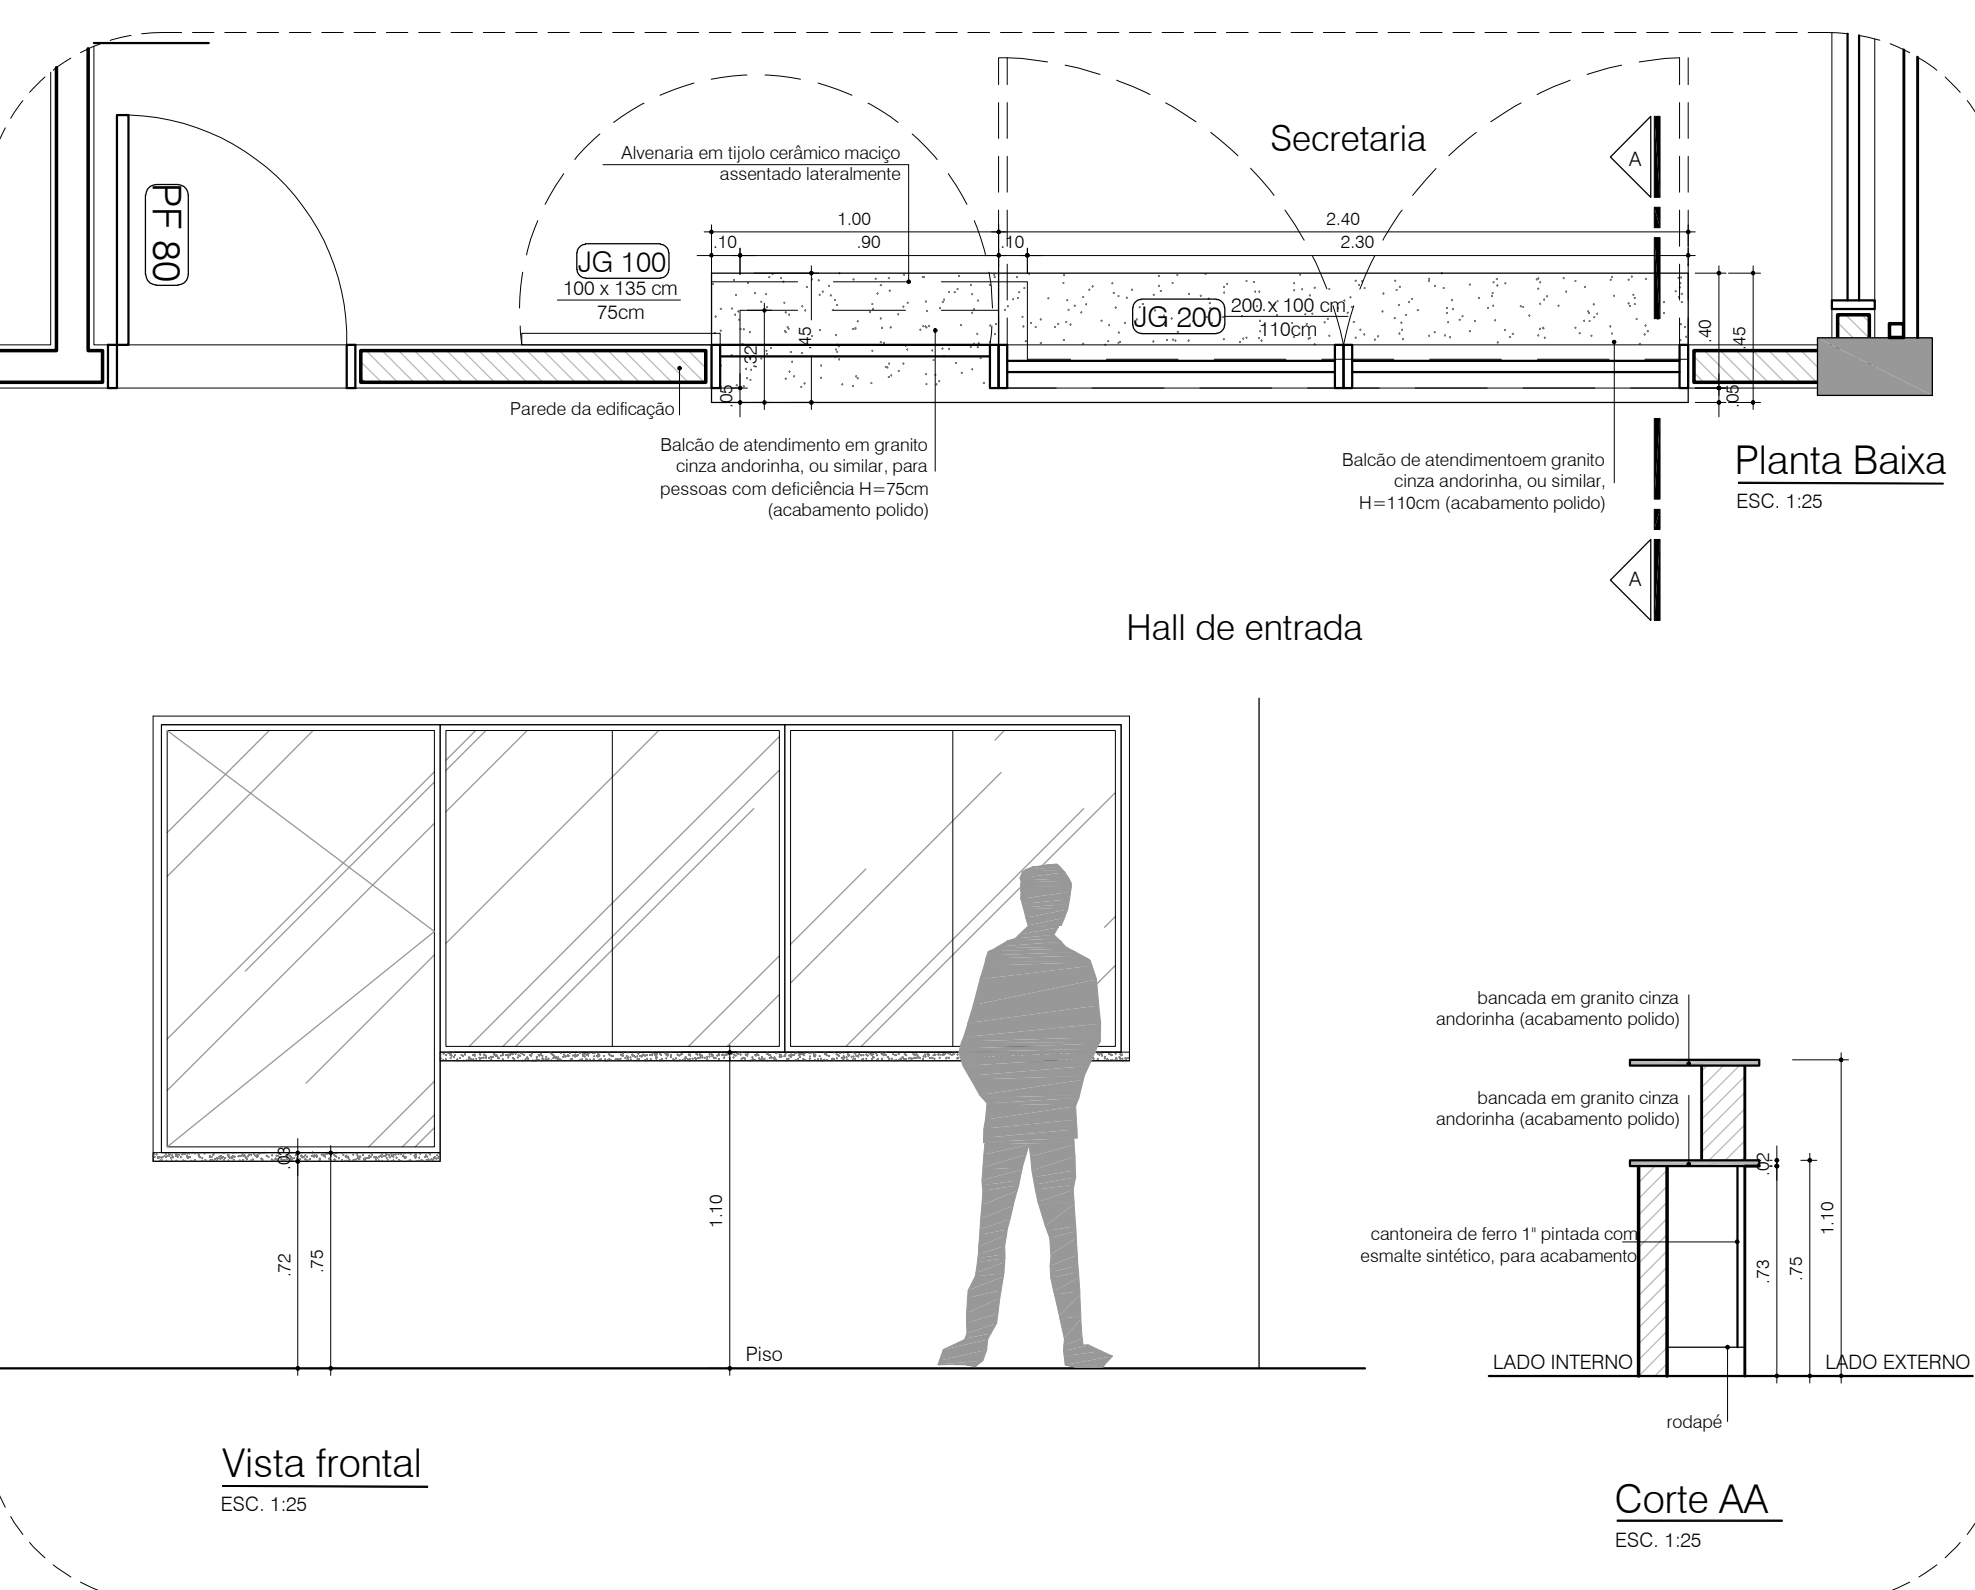 Secretaria
A
Alvenaria em tijolo cerâmico maciço
assentado lateralmente
PF 80
1.00
2.40
.10
.90
.10
2.30
JG 100
100 x 135 cm
75cm
JG 200
200 x 100 cm
110cm
.32
.45
.05
.40
.45
.05
Parede da edificação
Balcão de atendimento em granito
cinza andorinha, ou similar, para
pessoas com deficiência H=75cm
(acabamento polido)
Balcão de atendimentoem granito
cinza andorinha, ou similar,
H=110cm (acabamento polido)
Planta Baixa
ESC. 1:25
A
Hall de entrada
.03
.72
.75
1.10
Piso
Vista frontal
ESC. 1:25
bancada em granito cinza
andorinha (acabamento polido)
bancada em granito cinza
andorinha (acabamento polido)
.02
cantoneira de ferro 1" pintada com
esmalte sintético, para acabamento
.73
.75
1.10
LADO INTERNO
LADO EXTERNO
rodapé
Corte AA
ESC. 1:25